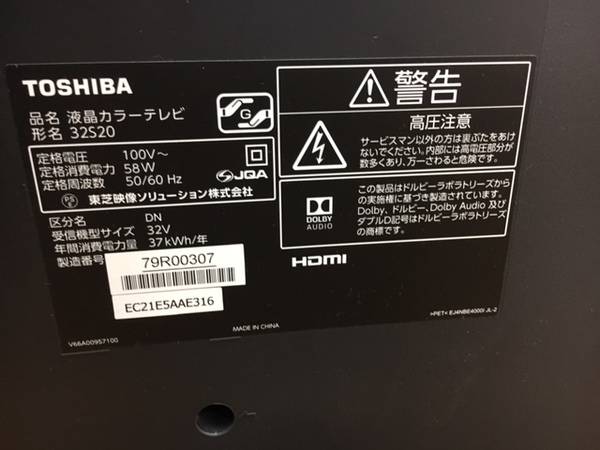 TOSHIBA
品名 液晶カラーテレビ
形名 32S20
G
定格電圧 100V~
定格消費電力 58W
定格周波数 50/60 Hz
JQA
PS E 東芝映像ソリューション株式会社
区分名 DN
受信機型サイズ 32V
年間消費電力量 37kWh/年
製造番号 79R00307
EC21E5AAE316
V66A00957100
MADE IN CHINA
警告
高圧注意
サービスマン以外の方は裏ぶたをあけ
ないでください。内部には高電圧部分が
数多くあり、万一さわると危険です。
DOLBY
AUDIO
この製品はドルビーラボラトリーズから
の実施権に基づき製造されています。
Dolby、ドルビー、Dolby Audio 及び
ダブルD記号はドルビーラボラトリーズ
の商標です。
HDMI
>PET< EJ4NBE4000I JL-2